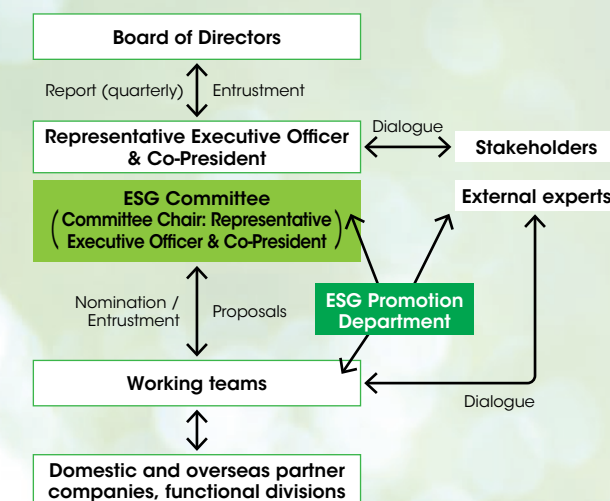 Board of Directors
Report (quarterly)
Entrustment
Representative Executive Officer
& Co-President
Dialogue
Stakeholders
ESG Committee
(Committee Chair: Representative
Executive Officer & Co-President)
External experts
Nomination /
Entrustment
Proposals
ESG Promotion
Department
Working teams
Dialogue
Domestic and overseas partner
companies, functional divisions